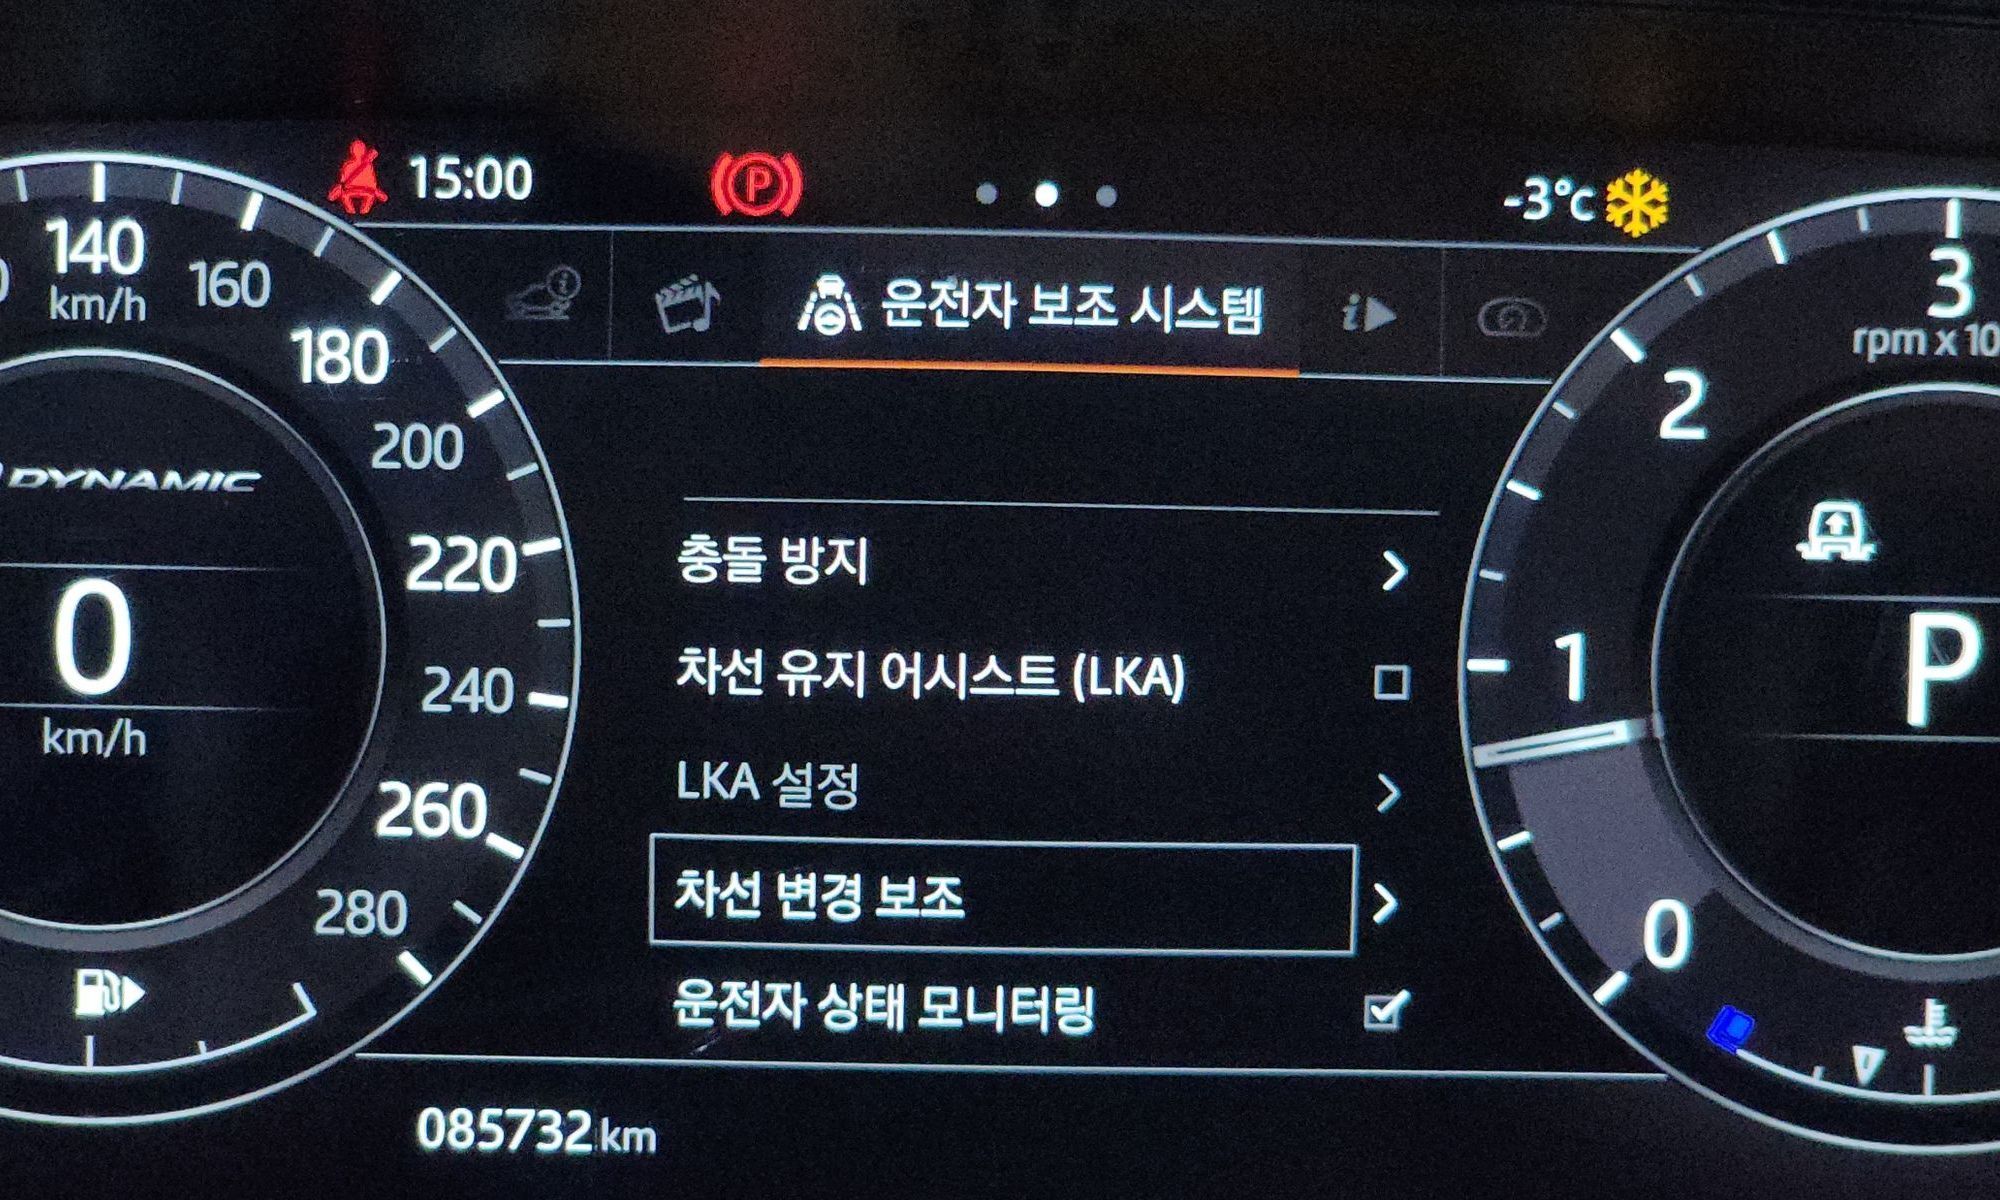 15:00
-3°c
운전자 보조 시스템
140
km/h
160
180
200
220
240
260
280
DYNAMIC
0
km/h
충돌 방지
차선 유지 어시스트 (LKA)
LKA 설정
차선 변경 보조
운전자 상태 모니터링
3
rpm x 10
2
1
0
P
085732 km